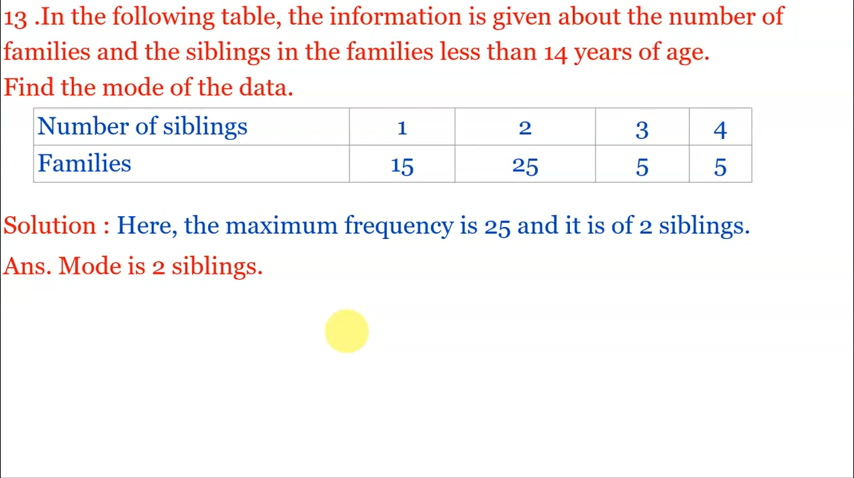 13 .In the following table, the information is given about the number of
families and the siblings in the families less than 14 years of age.
Find the mode of the data.
Number of siblings 1 2 3 4
Families 15 25 5 5
Solution : Here, the maximum frequency is 25 and it is of 2 siblings.
Ans. Mode is 2 siblings.